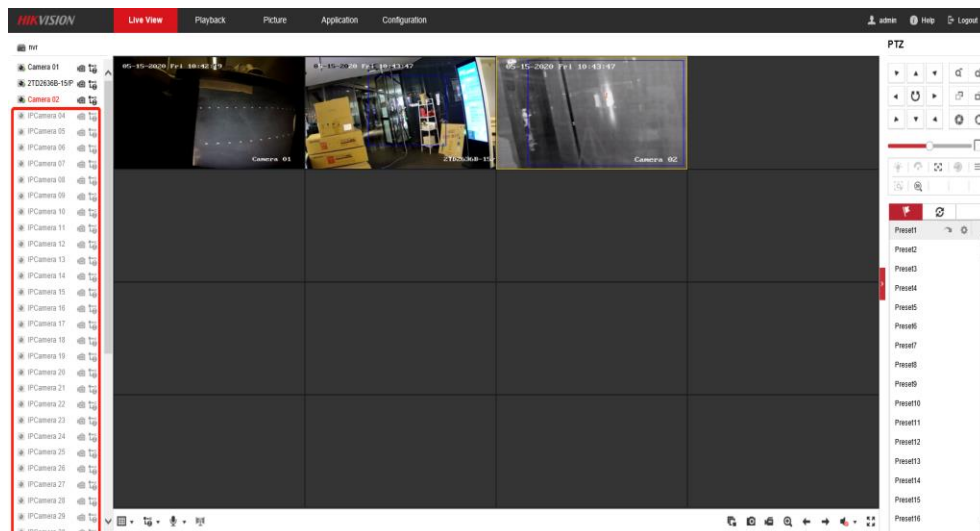 HIKVISION Live View Playback Picture Application Configuration admin Help Logout
nvr
Camera 01
2TD2636B-15/P
Camera 02
IPCamera 04
IPCamera 05
IPCamera 06
IPCamera 07
IPCamera 08
IPCamera 09
IPCamera 10
IPCamera 11
IPCamera 12
IPCamera 13
IPCamera 14
IPCamera 15
IPCamera 16
IPCamera 17
IPCamera 18
IPCamera 19
IPCamera 20
IPCamera 21
IPCamera 22
IPCamera 23
IPCamera 24
IPCamera 25
IPCamera 26
IPCamera 27
IPCamera 28
IPCamera 29
05-15-2020 Fri 10:42:29
Camera 01
05-15-2020 Fri 10:43:47
2TD2636B-15
05-15-2020 Fri 10:43:47
Camera 02
PTZ
Preset1
Preset2
Preset3
Preset4
Preset5
Preset6
Preset7
Preset8
Preset9
Preset10
Preset11
Preset12
Preset13
Preset14
Preset15
Preset16